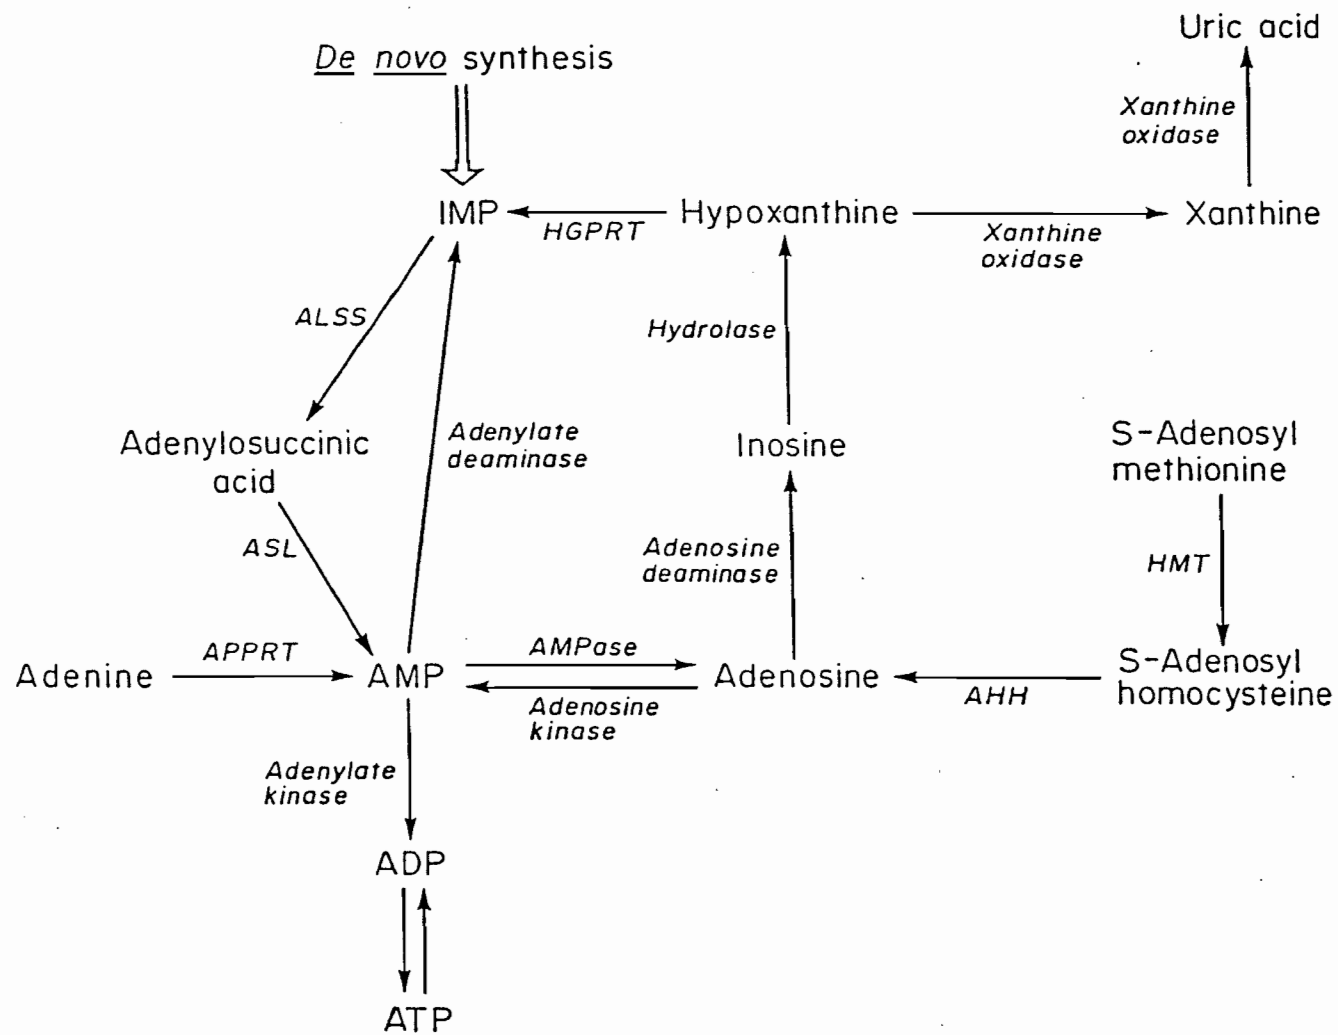 Uric acid
De novo synthesis
Xanthine
oxidase
IMP
HGPRT
Hypoxanthine
Xanthine
oxidase
Xanthine
ALSS
Hydrolase
Adenylosuccinic
acid
Adenylate
deaminase
Inosine
S-Adenosyl
methionine
ASL
Adenosine
deaminase
HMT
Adenine
APPRT
AMP
AMPase
Adenosine
kinase
Adenosine
AHH
S-Adenosyl
homocysteine
Adenylate
kinase
ADP
ATP